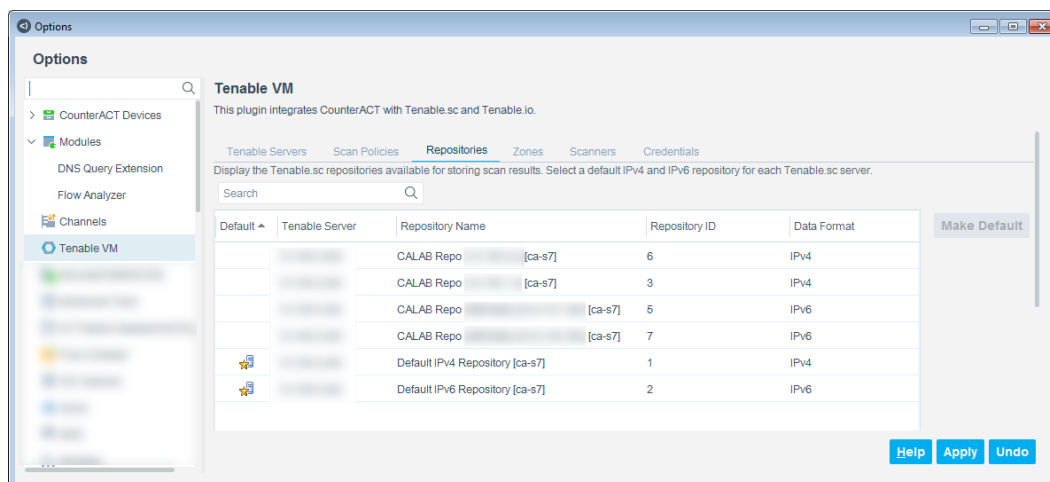 Options
Options
CounterACT Devices
Modules
DNS Query Extension
Flow Analyzer
Channels
Tenable VM
Tenable VM
This plugin integrates CounterACT with Tenable.sc and Tenable.io.
Tenable Servers Scan Policies Repositories Zones Scanners Credentials
Display the Tenable.sc repositories available for storing scan results. Select a default IPv4 and IPv6 repository for each Tenable.sc server.
Search
Default Tenable Server Repository Name Repository ID Data Format
CALAB Repo [ca-s7] 6 IPv4
CALAB Repo [ca-s7] 3 IPv4
CALAB Repo [ca-s7] 5 IPv6
CALAB Repo [ca-s7] 7 IPv6
Default IPv4 Repository [ca-s7] 1 IPv4
Default IPv6 Repository [ca-s7] 2 IPv6
Make Default
Help Apply Undo